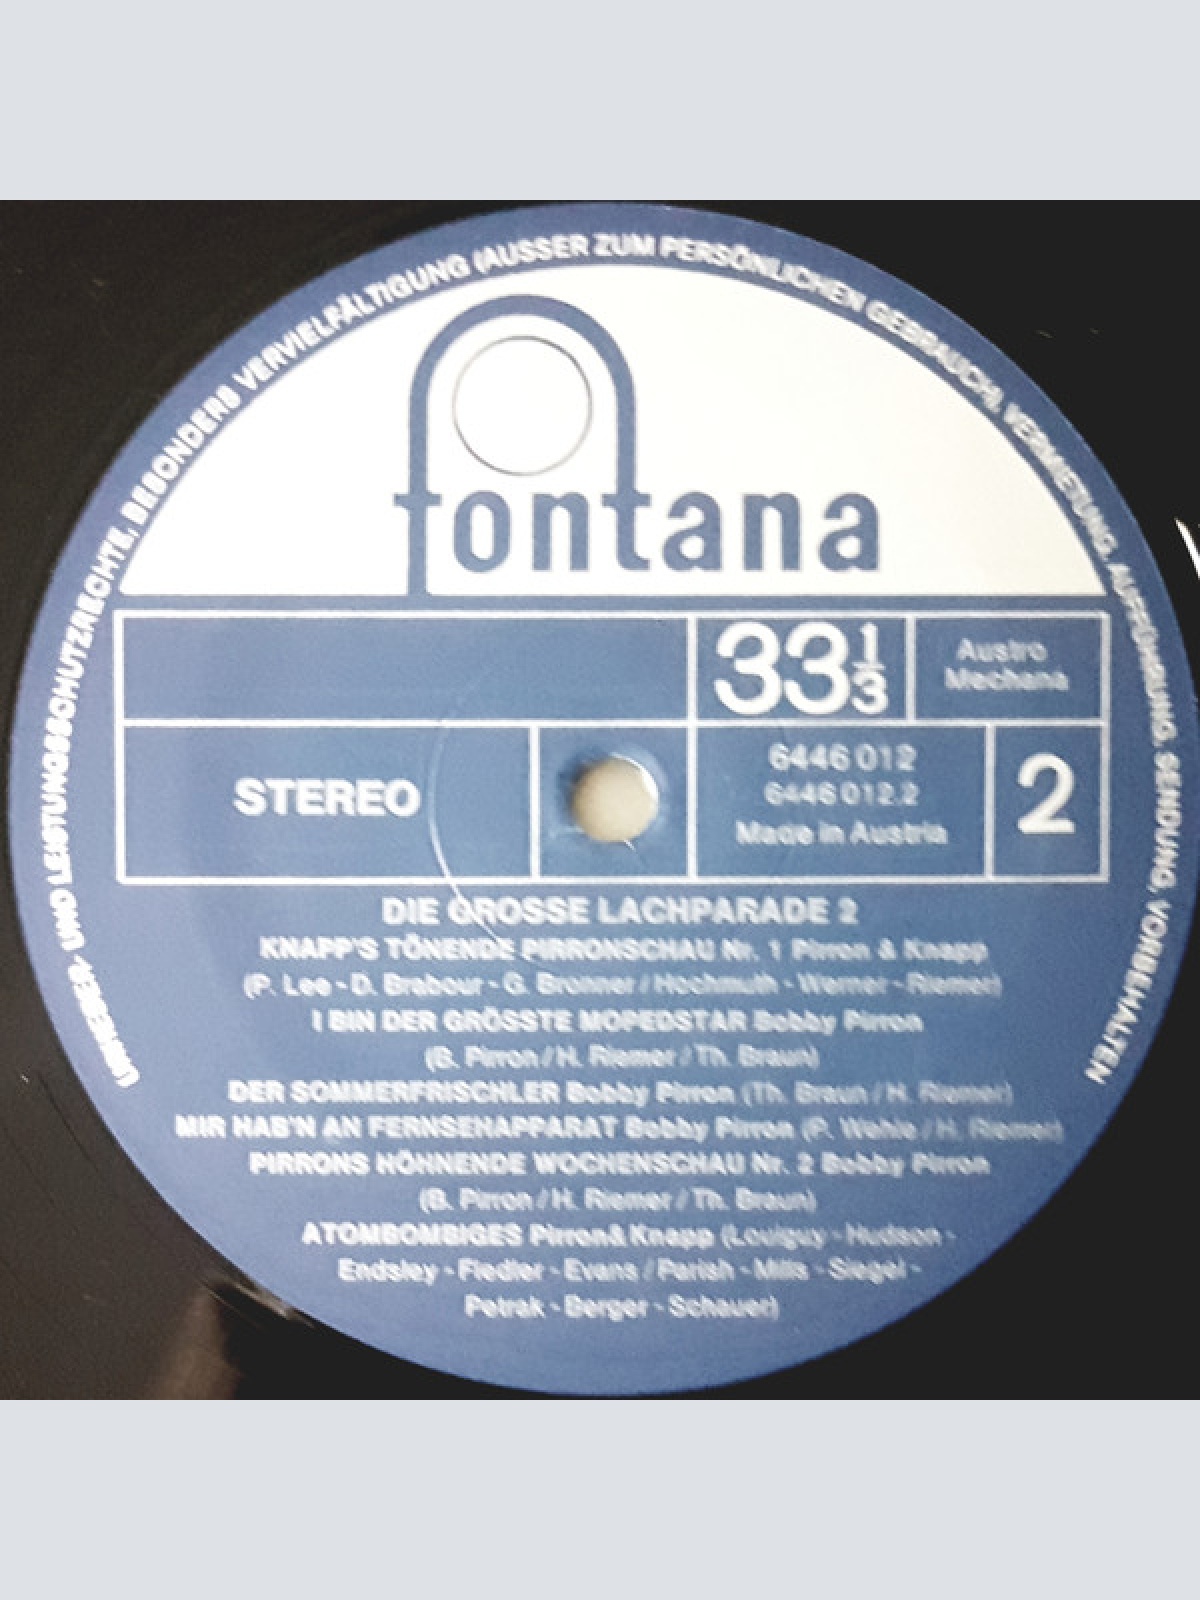 URHEBER- UND LEISTUNGSSCHUTZRECHTE, BESONDERS VERVIELFÄLTIGUNG (AUSSER ZUM PERSÖNLICHEN GEBRAUCH), VERMIETUNG, AUFFÜHRUNG, SENDUNG, VORBEHALTEN
fontana
33 1/3
Austro
Mechana
STEREO
6446 012
6446 012.2
Made in Austria
2
DIE GROSSE LACHPARADE 2
KNAPP'S TÖNENDE PIRRONSCHAU Nr. 1 Pirron & Knapp
(P. Lee - D. Brabour - G. Bronner / Hochmuth - Werner - Riemer)
I BIN DER GRÖSSTE MOPEDSTAR Bobby Pirron
(B. Pirron / H. Riemer / Th. Braun)
DER SOMMERFRISCHLER Bobby Pirron (Th. Braun / H. Riemer)
MIR HAB'N AN FERNSEHAPPARAT Bobby Pirron (P. Wehle / H. Riemer)
PIRRONS HÖHNENDE WOCHENSCHAU Nr. 2 Bobby Pirron
(B. Pirron / H. Riemer / Th. Braun)
ATOMBOMBIGES Pirron & Knapp (Louiguy - Hudson -
Endsley - Fiedler - Evans / Parish - Mills - Siegel -
Petrak - Berger - Schauer)